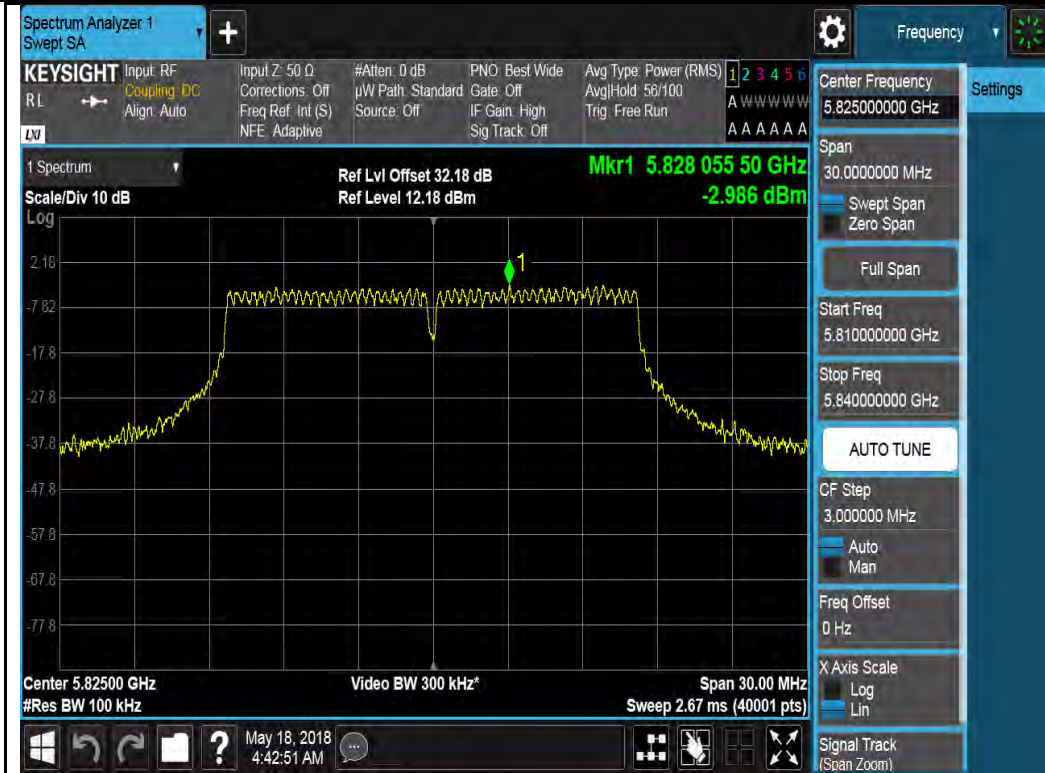 Spectrum Analyzer 1
Swept SA
+
Frequency
KEYSIGHT
RL
LXI
Input: RF
Coupling: DC
Align: Auto
Input Z: 50 Ω
Corrections: Off
Freq Ref: Int (S)
NFE: Adaptive
#Atten: 0 dB
µW Path: Standard
Source: Off
PNO: Best Wide
Gate: Off
IF Gain: High
Sig Track: Off
Avg Type: Power (RMS)
Avg|Hold: 56/100
Trig: Free Run
1 2 3 4 5 6
A W W W W W
A A A A A A
1 Spectrum
Scale/Div 10 dB
Ref Lvl Offset 32.18 dB
Ref Level 12.18 dBm
Mkr1 5.828 055 50 GHz
-2.986 dBm
Log
2.18
-7.82
-17.8
-27.8
-37.8
-47.8
-57.8
-67.8
-77.8
1
Center 5.82500 GHz
#Res BW 100 kHz
Video BW 300 kHz*
Span 30.00 MHz
Sweep 2.67 ms (40001 pts)
?
May 18, 2018
4:42:51 AM
Center Frequency
5.825000000 GHz
Settings
Span
30.0000000 MHz
Swept Span
Zero Span
Full Span
Start Freq
5.810000000 GHz
Stop Freq
5.840000000 GHz
AUTO TUNE
CF Step
3.000000 MHz
Auto
Man
Freq Offset
0 Hz
X Axis Scale
Log
Lin
Signal Track
(Span Zoom)